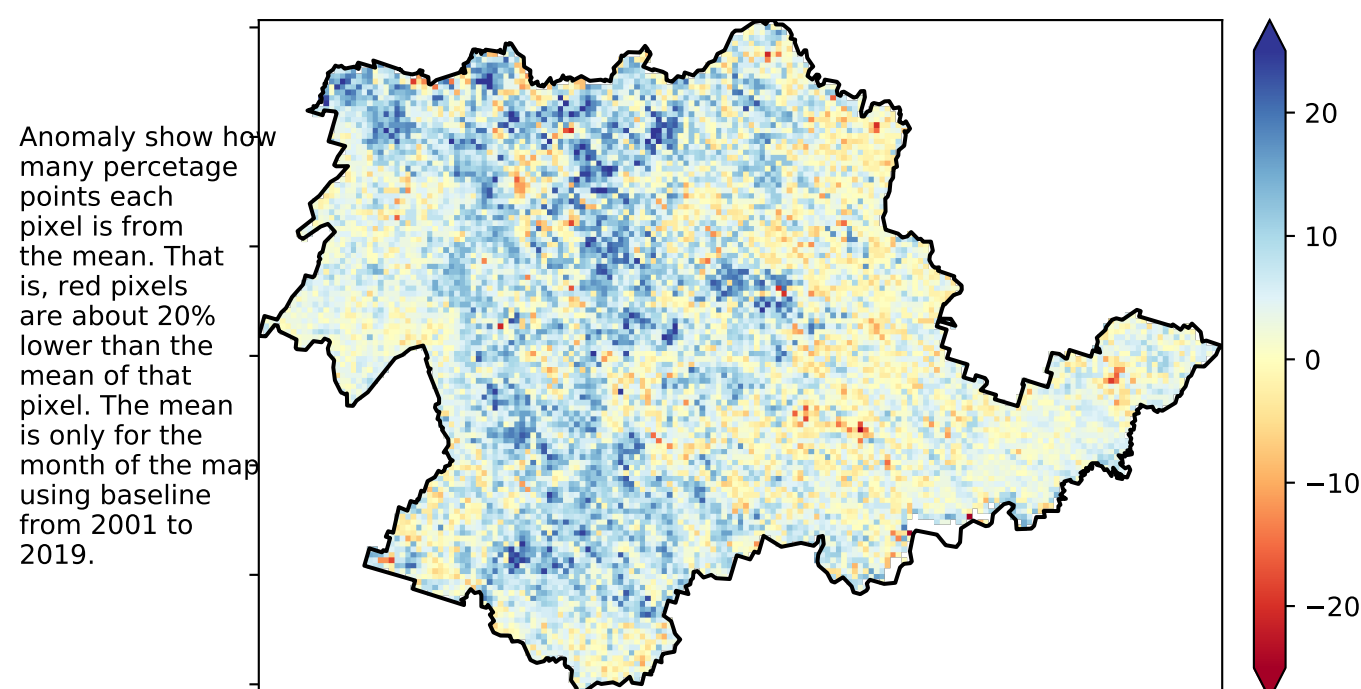 Anomaly show how
many percetage
points each
pixel is from
the mean. That
is, red pixels
are about 20%
lower than the
mean of that
pixel. The mean
is only for the
month of the map
using baseline
from 2001 to
2019.
20
10
0
−10
−20